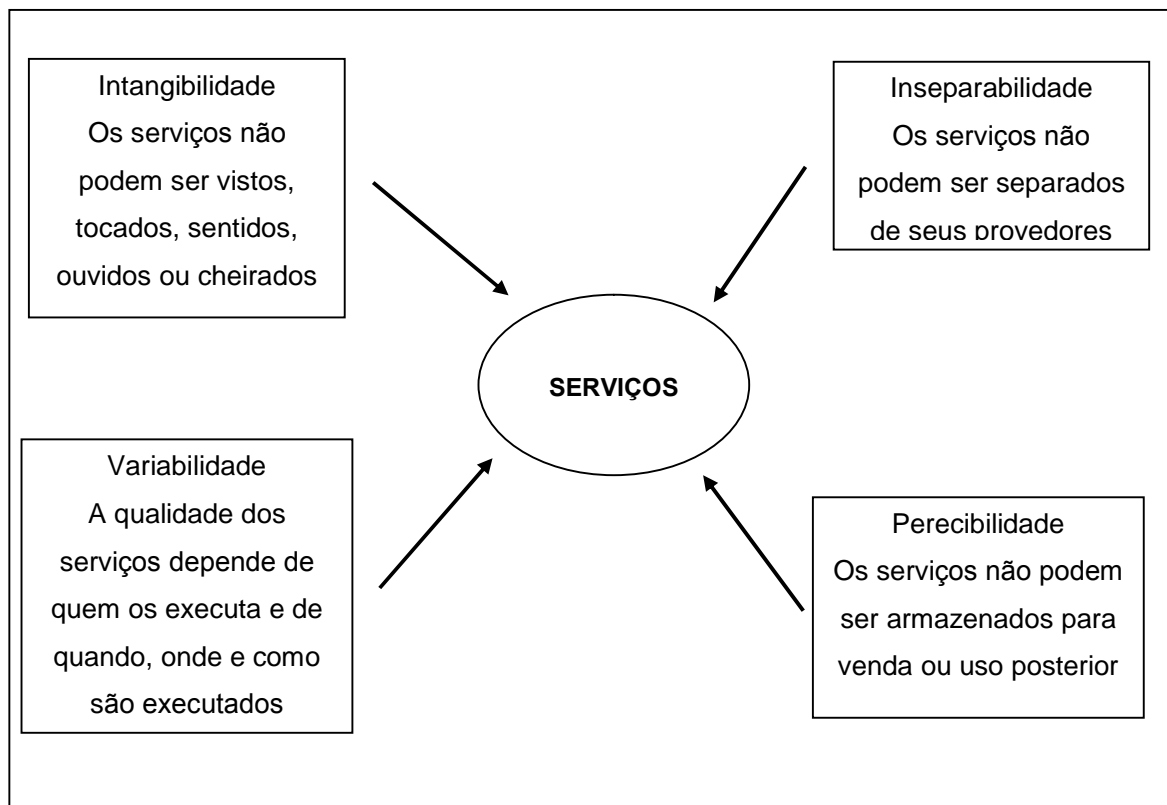 Intangibilidade
Os serviços não
podem ser vistos,
tocados, sentidos,
ouvidos ou cheirados
Inseparabilidade
Os serviços não
podem ser separados
de seus provedores
SERVIÇOS
Variabilidade
A qualidade dos
serviços depende de
quem os executa e de
quando, onde e como
são executados
Perecibilidade
Os serviços não podem
ser armazenados para
venda ou uso posterior